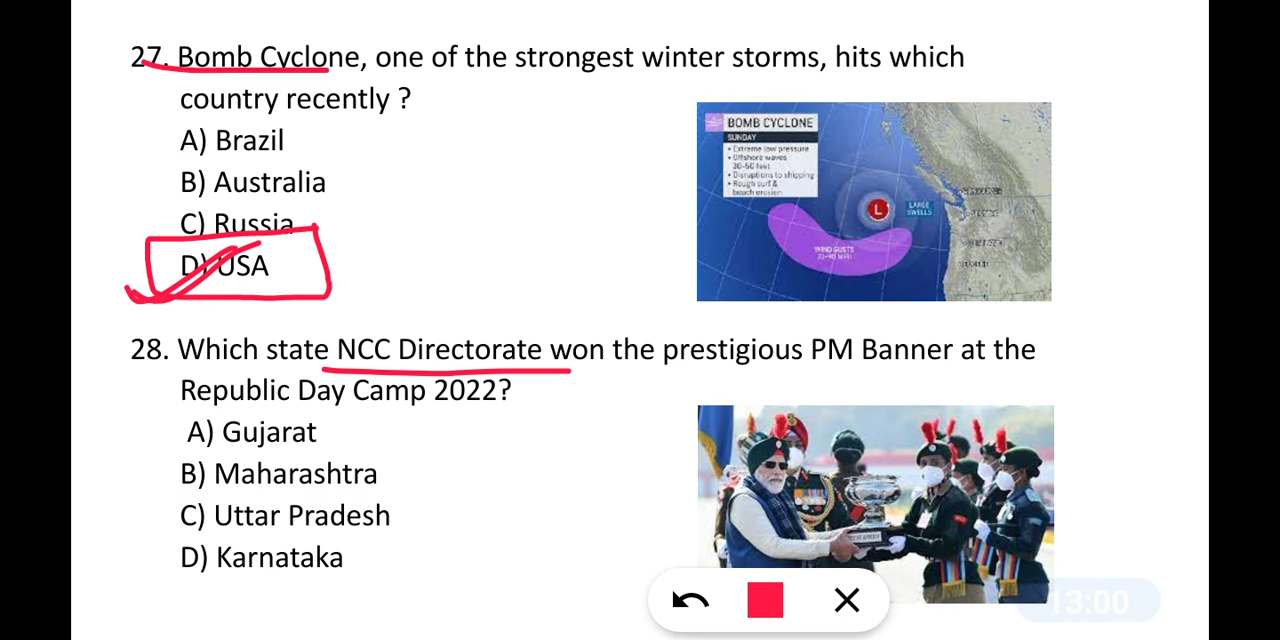 27. Bomb Cyclone, one of the strongest winter storms, hits which
country recently ?
A) Brazil
B) Australia
C) Russia
D) USA
BOMB CYCLONE
SUNDAY
• Extreme low pressure
• Offshore waves
30-50 feet
• Disruptions to shipping
• Rough surf &
beach erosion
L
LARGE
SWELLS
WIND GUSTS
70-90 MPH
28. Which state NCC Directorate won the prestigious PM Banner at the
Republic Day Camp 2022?
A) Gujarat
B) Maharashtra
C) Uttar Pradesh
D) Karnataka
13:00